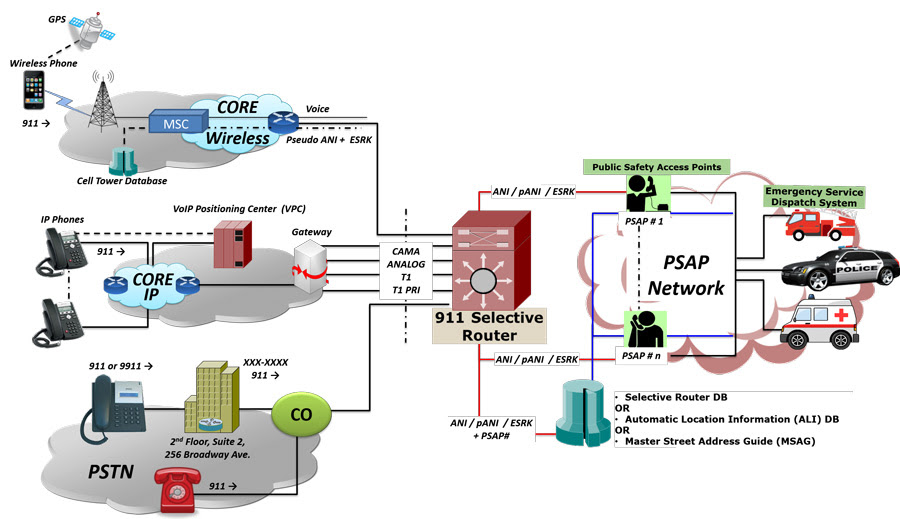 GPS
Wireless Phone
911 →
CORE
MSC
Wireless
Voice
Pseudo ANI + ESRK
Cell Tower Database
IP Phones
VoIP Positioning Center (VPC)
911 →
CORE
IP
Gateway
CAMA
ANALOG
T1
T1 PRI
911 Selective
Router
911 or 9911 →
XXX-XXXX
911 →
CO
2nd Floor, Suite 2,
256 Broadway Ave.
PSTN
911 →
ANI / pANI / ESRK
Public Safety Access Points
PSAP # 1
Emergency Service
Dispatch System
PSAP
Network
POLICE
PSAP # n
ANI / pANI / ESRK
ANI / pANI / ESRK
+ PSAP#
• Selective Router DB
OR
• Automatic Location Information (ALI) DB
OR
• Master Street Address Guide (MSAG)